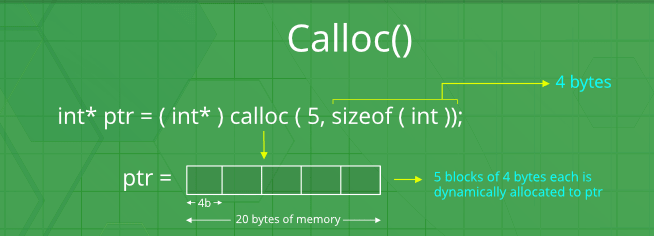 Calloc()
4 bytes
int* ptr = ( int* ) calloc ( 5, sizeof ( int ));
ptr =
5 blocks of 4 bytes each is
dynamically allocated to ptr
4b
20 bytes of memory